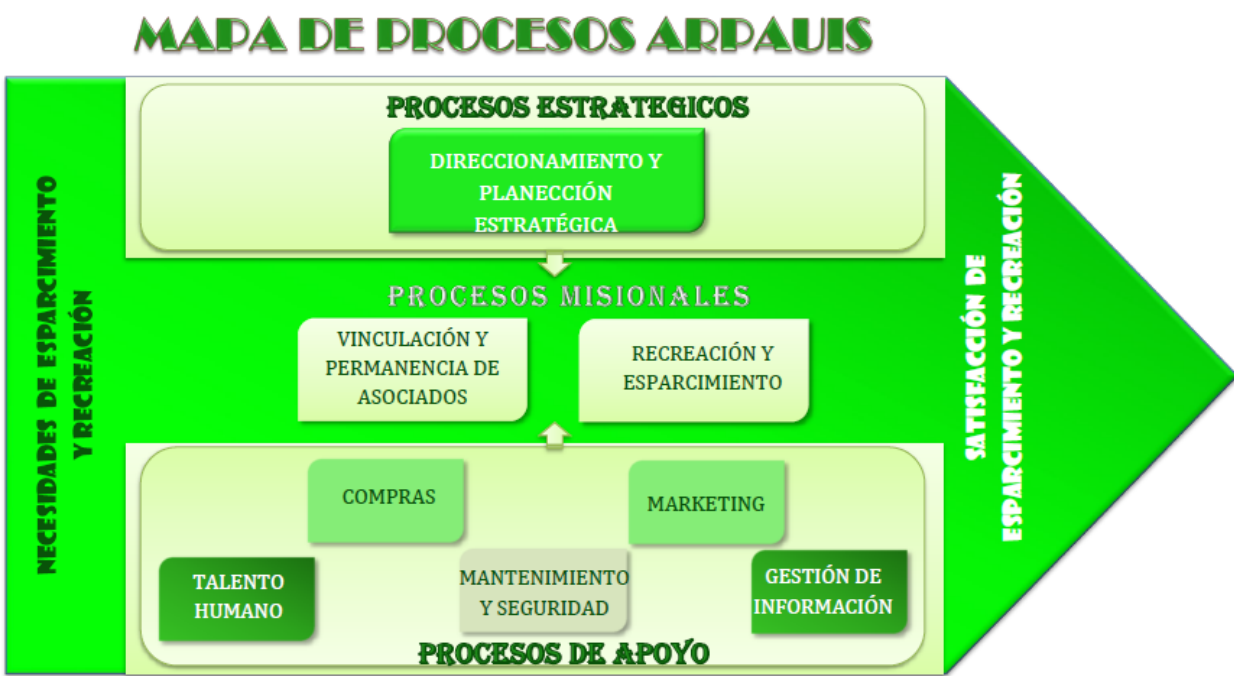 MAPA DE PROCESOS ARPAUIS
NECESIDADES DE ESPARCIMIENTO
Y RECREACIÓN
PROCESOS ESTRATEGICOS
DIRECCIONAMIENTO Y
PLANECCIÓN
ESTRATÉGICA
PROCESOS MISIONALES
VINCULACIÓN Y
PERMANENCIA DE
ASOCIADOS
RECREACIÓN Y
ESPARCIMIENTO
COMPRAS
MARKETING
TALENTO
HUMANO
MANTENIMIENTO
Y SEGURIDAD
GESTIÓN DE
INFORMACIÓN
PROCESOS DE APOYO
SATISFACCIÓN DE
ESPARCIMIENTO Y RECREACIÓN